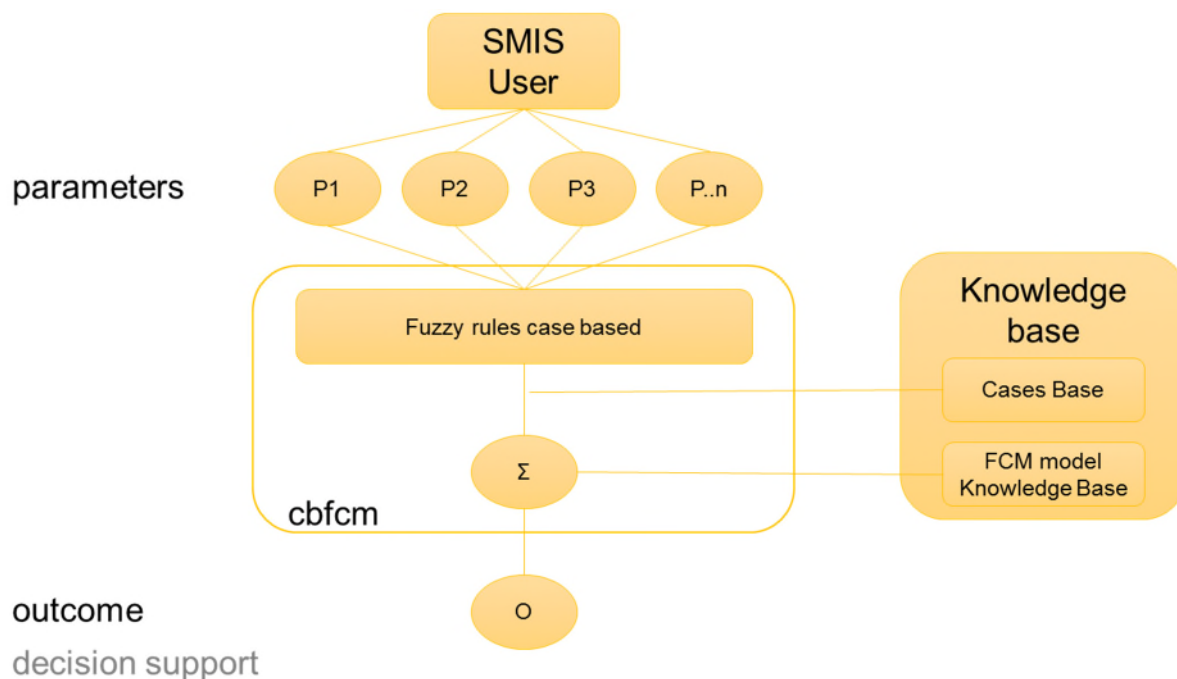 SMIS
User
parameters
P1
P2
P3
P..n
Fuzzy rules case based
Knowledge
base
Cases Base
Σ
FCM model
Knowledge Base
cbfcm
outcome
O
decision support